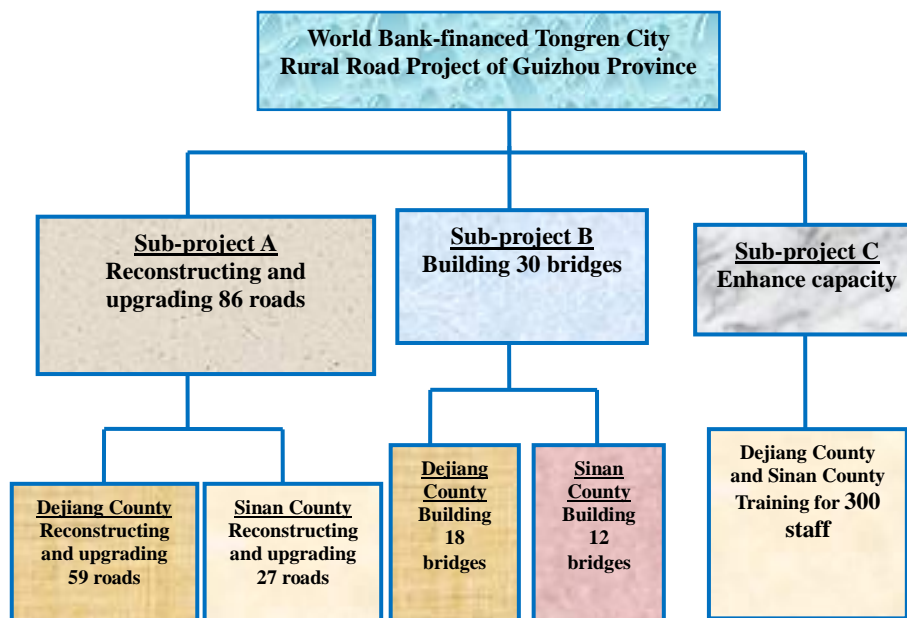 World Bank-financed Tongren City
Rural Road Project of Guizhou Province
Sub-project A
Reconstructing and
upgrading 86 roads
Sub-project B
Building 30 bridges
Sub-project C
Enhance capacity
Dejiang County
Reconstructing
and upgrading
59 roads
Sinan County
Reconstructing
and upgrading
27 roads
Dejiang
County
Building
18
bridges
Sinan
County
Building
12
bridges
Dejiang County
and Sinan County
Training for 300
staff